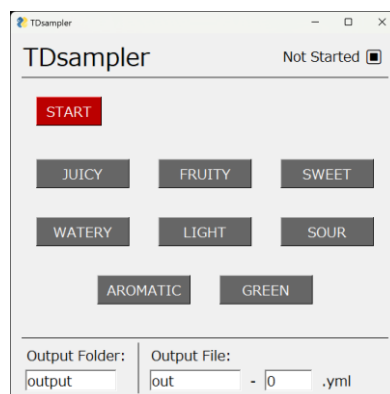 TDsampler
TDsampler
Not Started
START
JUICY FRUITY SWEET
WATERY LIGHT SOUR
AROMATIC GREEN
Output Folder: Output File:
output out - 0 .yml